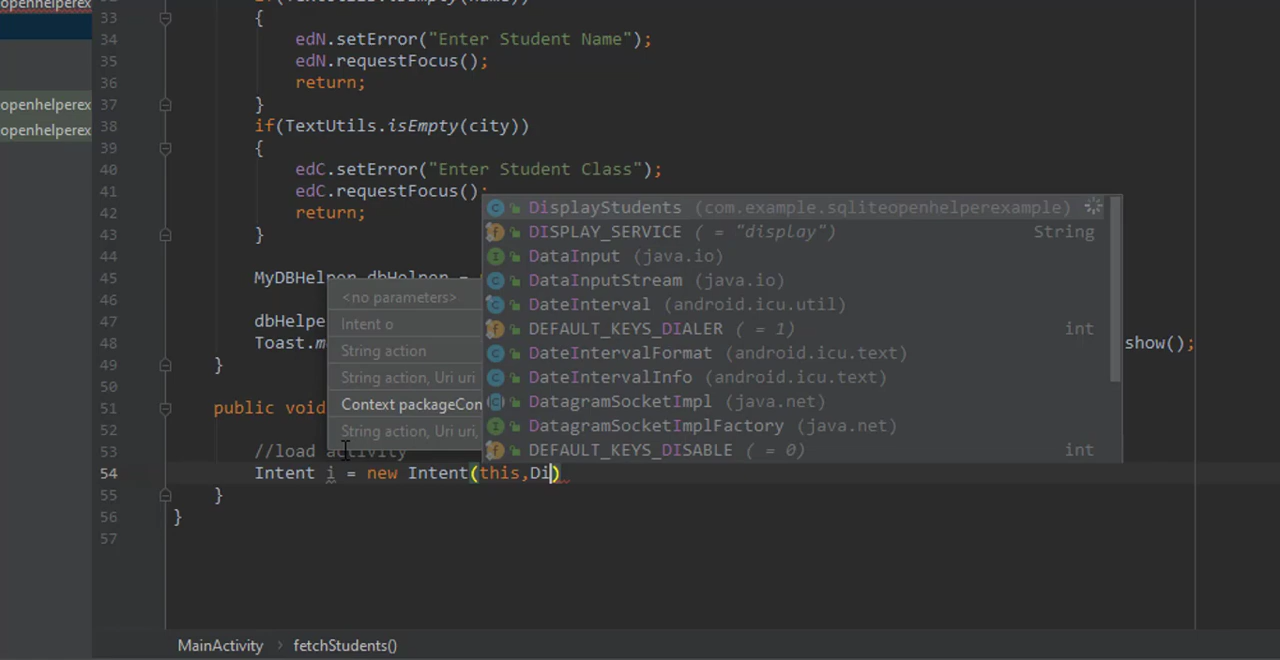 openhelperex
33
if(TextUtils.isEmpty(name))
{
34
edN.setError("Enter Student Name");
35
edN.requestFocus();
36
return;
openhelperex
37
}
openhelperex
38
if(TextUtils.isEmpty(city))
39
{
40
edC.setError("Enter Student Class");
41
edC.requestFocus();
42
return;
43
}
44
45
MyDBHelper dbHelper =
46
47
dbHelpe
48
Toast.m show();
49
}
50
51
public void
52
53
//load activity
54
Intent i = new Intent(this,Di)
55
}
56
}
57
DisplayStudents (com.example.sqliteopenhelperexample)
DISPLAY_SERVICE ( = "display") String
DataInput (java.io)
DataInputStream (java.io)
DateInterval (android.icu.util)
DEFAULT_KEYS_DIALER ( = 1) int
DateIntervalFormat (android.icu.text)
DateIntervalInfo (android.icu.text)
DatagramSocketImpl (java.net)
DatagramSocketImplFactory (java.net)
DEFAULT_KEYS_DISABLE ( = 0) int
<no parameters>
Intent o
String action
String action, Uri uri
Context packageCon
String action, Uri uri,
MainActivity > fetchStudents()